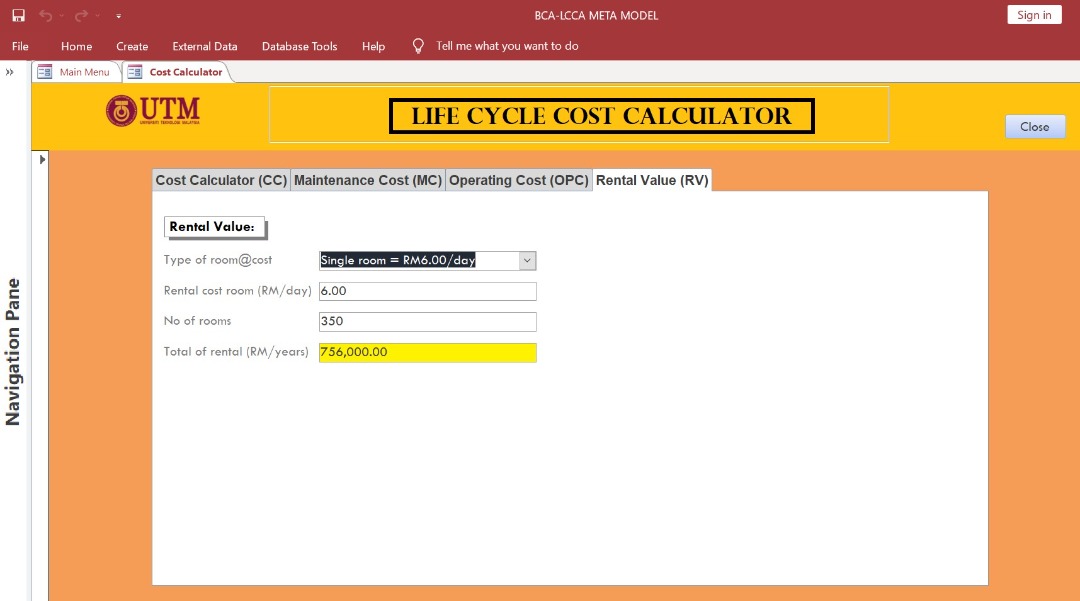 BCA-LCCA META MODEL
Sign in
File Home Create External Data Database Tools Help Tell me what you want to do
» Main Menu Cost Calculator
UTM
UNIVERSITI TEKNOLOGI MALAYSIA
LIFE CYCLE COST CALCULATOR
Close
Cost Calculator (CC) Maintenance Cost (MC) Operating Cost (OPC) Rental Value (RV)
Rental Value:
Type of room@cost Single room = RM6.00/day
Rental cost room (RM/day) 6.00
No of rooms 350
Total of rental (RM/years) 756,000.00
Navigation Pane